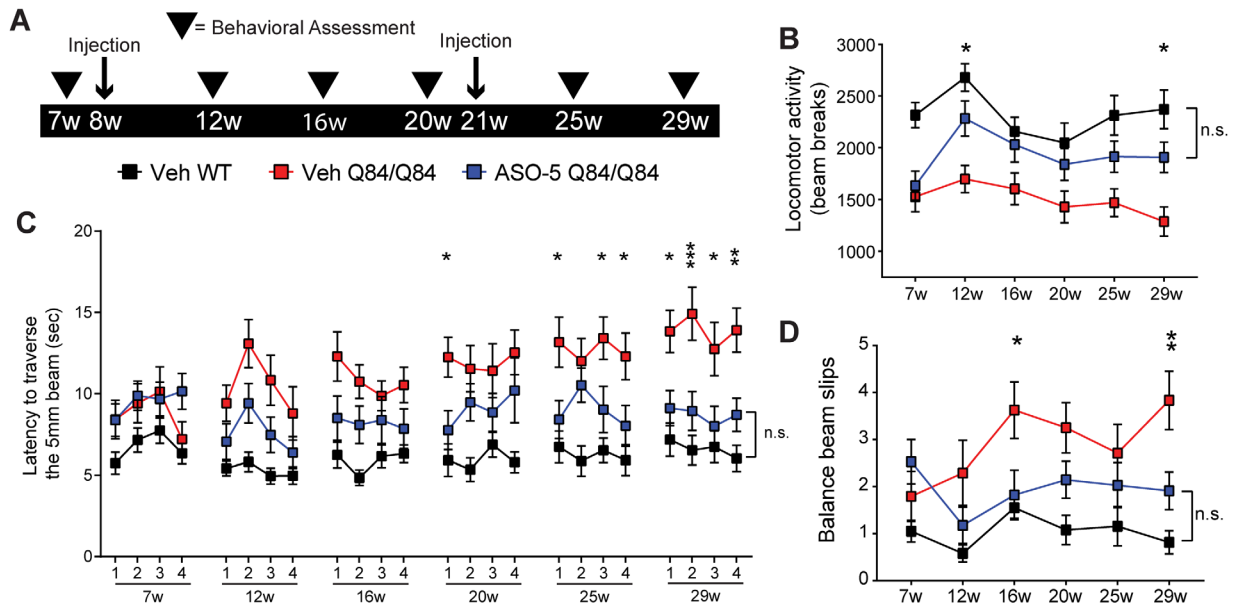 A
▼= Behavioral Assessment
Injection
Injection
7w 8w 12w 16w 20w 21w 25w 29w
Veh WT Veh Q84/Q84 ASO-5 Q84/Q84
B
Locomotor activity
(beam breaks)
3000
2500
2000
1500
1000
* *
n.s.
7w 12w 16w 20w 25w 29w
C
Latency to traverse
the 5mm beam (sec)
20
15
10
5
0
* * * * * *** * **
n.s.
1 2 3 4 1 2 3 4 1 2 3 4 1 2 3 4 1 2 3 4 1 2 3 4
7w 12w 16w 20w 25w 29w
D
Balance beam slips
5
4
3
2
1
0
* **
n.s.
7w 12w 16w 20w 25w 29w